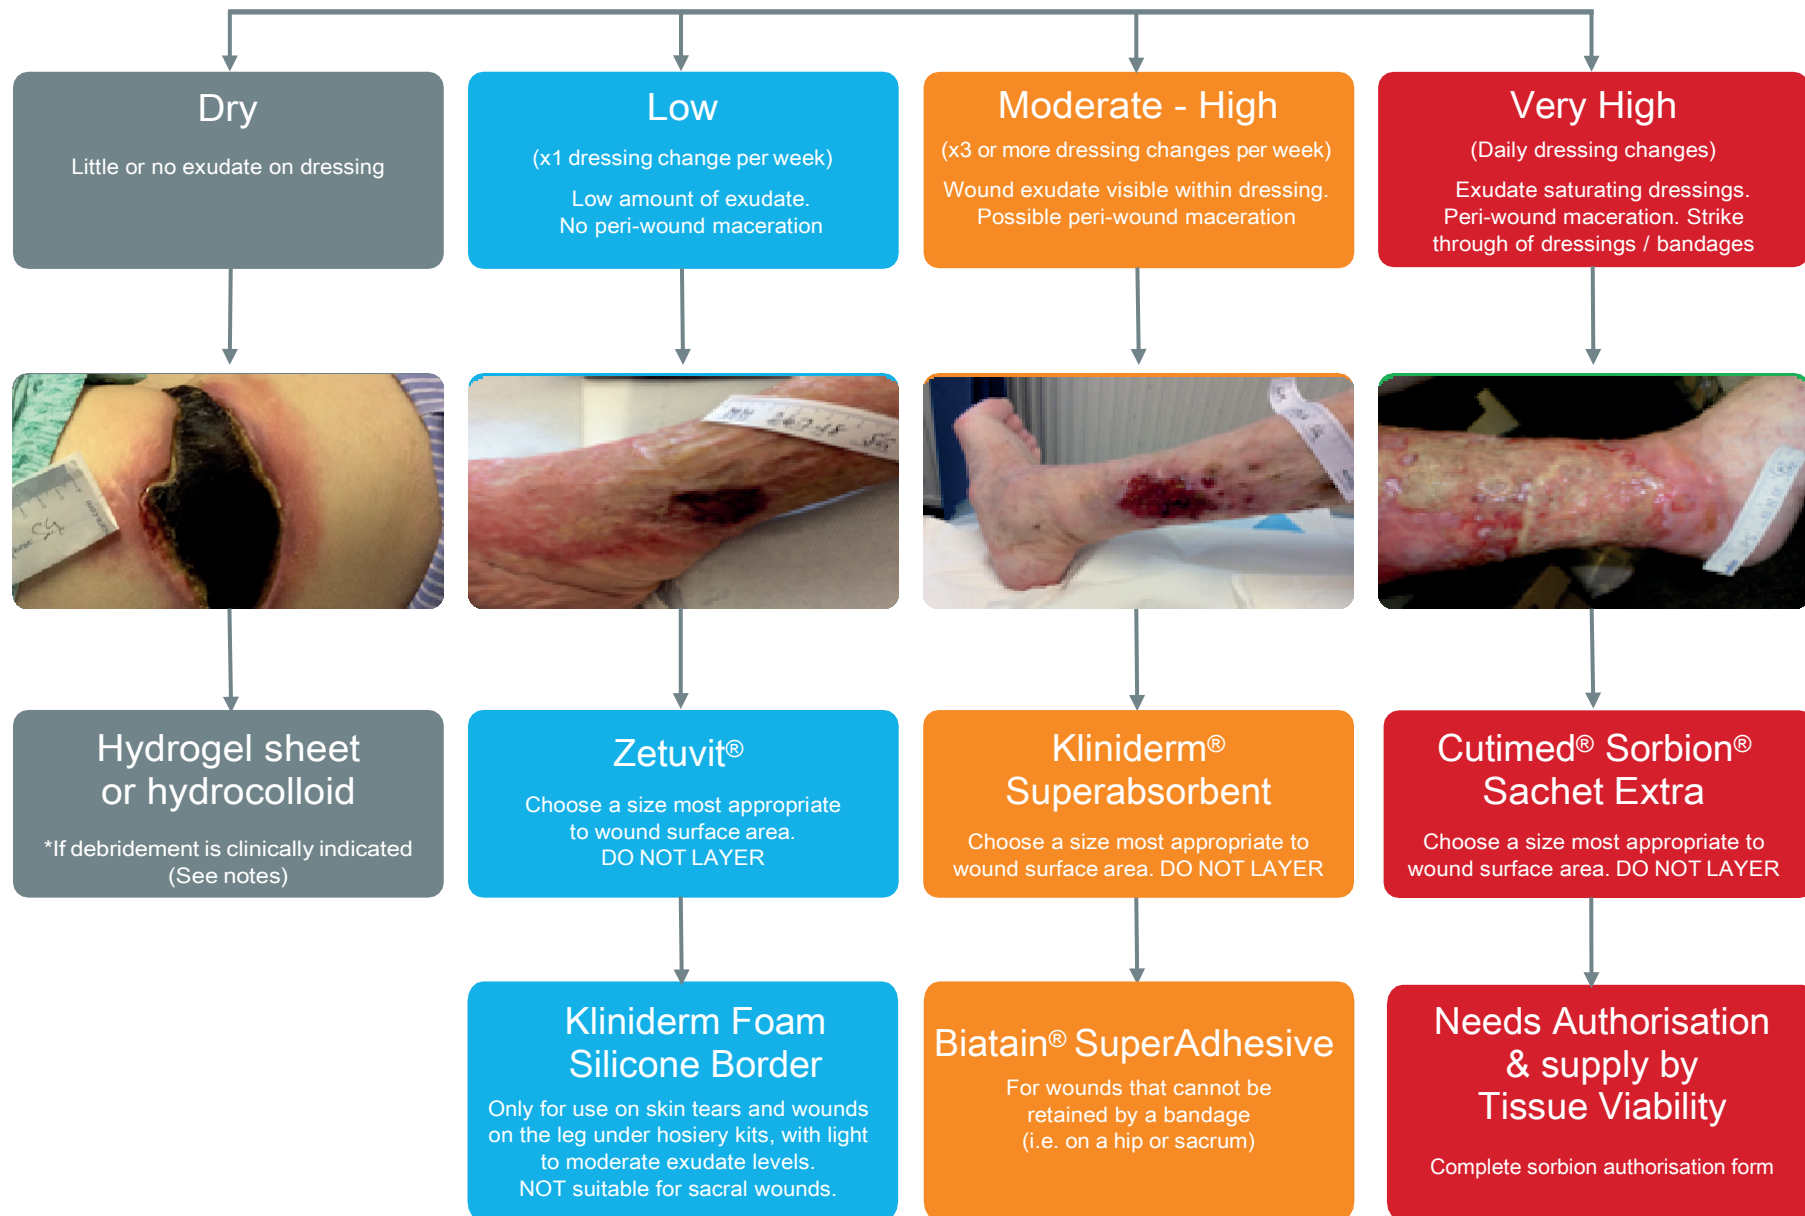 Dry
Little or no exudate on dressing
Low
(x1 dressing change per week)
Low amount of exudate.
No peri-wound maceration
Moderate - High
(x3 or more dressing changes per week)
Wound exudate visible within dressing.
Possible peri-wound maceration
Very High
(Daily dressing changes)
Exudate saturating dressings.
Peri-wound maceration. Strike
through of dressings / bandages
Hydrogel sheet
or hydrocolloid
*If debridement is clinically indicated
(See notes)
Zetuvit®
Choose a size most appropriate
to wound surface area.
DO NOT LAYER
Kliniderm®
Superabsorbent
Choose a size most appropriate to
wound surface area. DO NOT LAYER
Cutimed® Sorbion®
Sachet Extra
Choose a size most appropriate to
wound surface area. DO NOT LAYER
Kliniderm Foam
Silicone Border
Only for use on skin tears and wounds
on the leg under hosiery kits, with light
to moderate exudate levels.
NOT suitable for sacral wounds.
Biatain® SuperAdhesive
For wounds that cannot be
retained by a bandage
(i.e. on a hip or sacrum)
Needs Authorisation
& supply by
Tissue Viability
Complete sorbion authorisation form